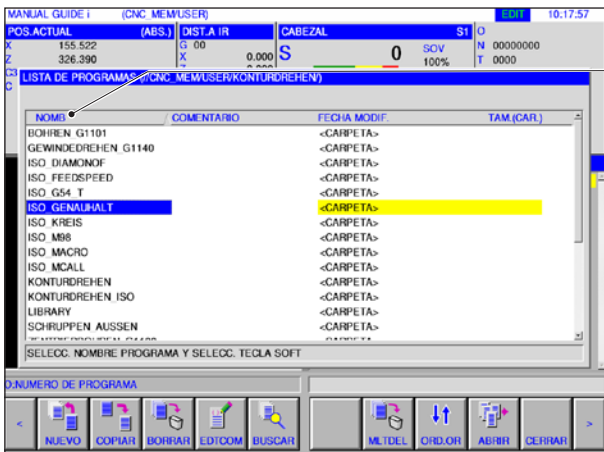 MANUAL GUIDE i (CNC_MEM/USER) EDIT 10:17:57
POS.ACTUAL (ABS.) DIST.A IR CABEZAL S1 O
X 155.522 G 00 N 00000000
Z 326.390 X 0.000 S 0 SOV 100% T 0000
C3 LISTA DE PROGRAMAS (//CNC_MEM/USER/KONTURDREHEN/)
C
NOMB COMENTARIO FECHA MODIF. TAM.(CAR.)
BOHREN_G1101 <CARPETA>
GEWINDEDREHEN_G1140 <CARPETA>
ISO_DIAMONOF <CARPETA>
ISO_FEEDSPEED <CARPETA>
ISO_G54_T <CARPETA>
ISO_GENAUHALT <CARPETA>
ISO_KREIS <CARPETA>
ISO_M98 <CARPETA>
ISO_MACRO <CARPETA>
ISO_MCALL <CARPETA>
KONTURDREHEN <CARPETA>
KONTURDREHEN_ISO <CARPETA>
LIBRARY <CARPETA>
SCHRUPPEN_AUSSEN <CARPETA>
SELECC. NOMBRE PROGRAMA Y SELECC. TECLA SOFT
O:NUMERO DE PROGRAMA
< NUEVO COPIAR BORRAR EDTCOM BUSCAR MLTDEL ORD.OR ABRIR CERRAR >